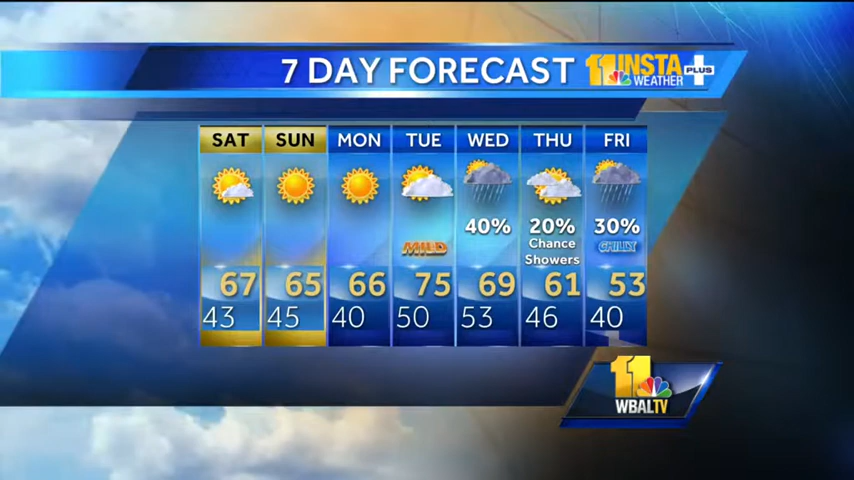 7 DAY FORECAST 11 INSTA WEATHER PLUS
SAT SUN MON TUE WED THU FRI
40% 20% 30%
MILD Chance CHILLY
Showers
67 65 66 75 69 61 53
43 45 40 50 53 46 40
11
WBALTV